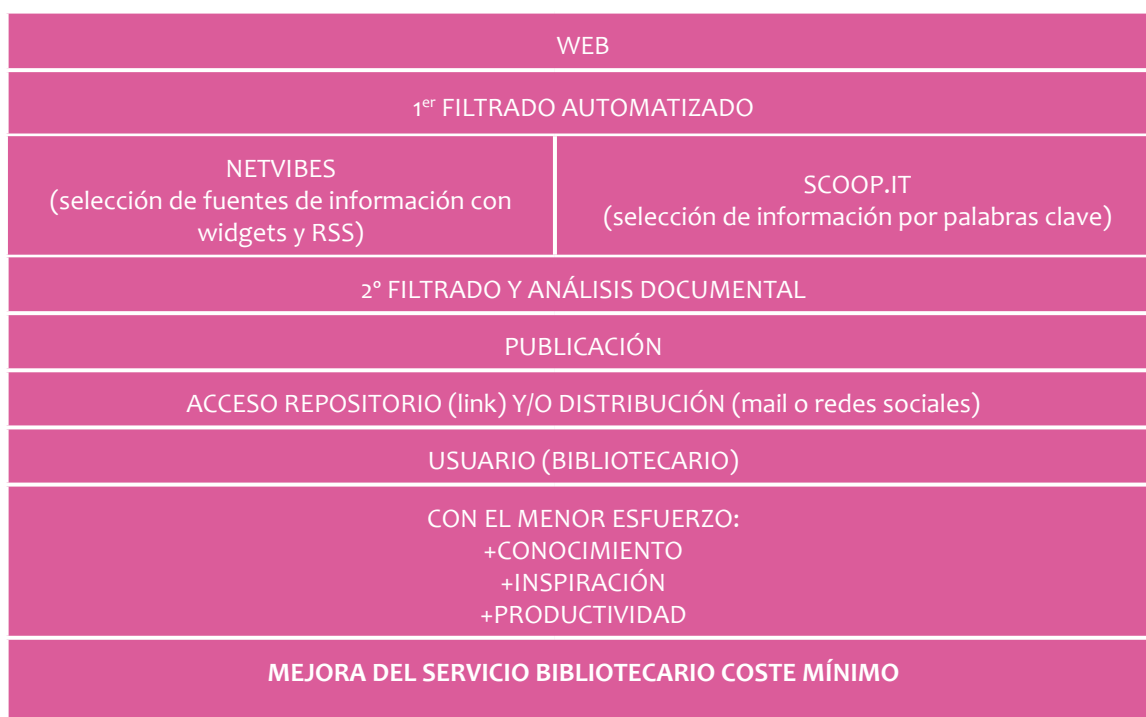 WEB
1er FILTRADO AUTOMATIZADO
NETVIBES
(selección de fuentes de información con
widgets y RSS)
SCOOP.IT
(selección de información por palabras clave)
2º FILTRADO Y ANÁLISIS DOCUMENTAL
PUBLICACIÓN
ACCESO REPOSITORIO (link) Y/O DISTRIBUCIÓN (mail o redes sociales)
USUARIO (BIBLIOTECARIO)
CON EL MENOR ESFUERZO:
+CONOCIMIENTO
+INSPIRACIÓN
+PRODUCTIVIDAD
MEJORA DEL SERVICIO BIBLIOTECARIO COSTE MÍNIMO